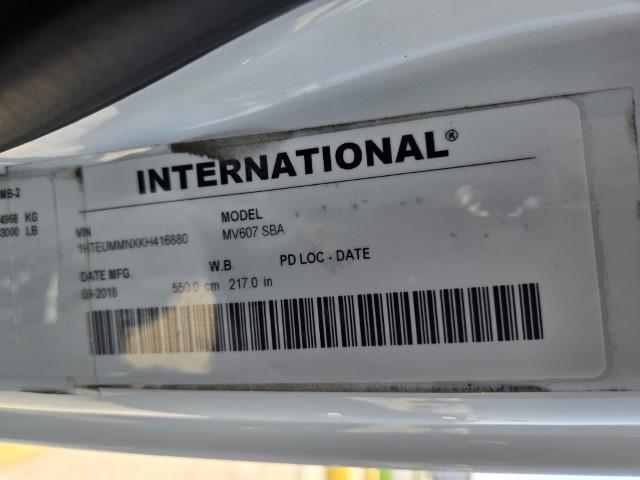 INTERNATIONAL®
MB-2
4968 KG
3000 LB
VIN
1HTEUMMNXKH416880
MODEL
MV607 SBA
DATE MFG
09-2018
W.B
550.0 cm 217.0 in
PD LOC - DATE